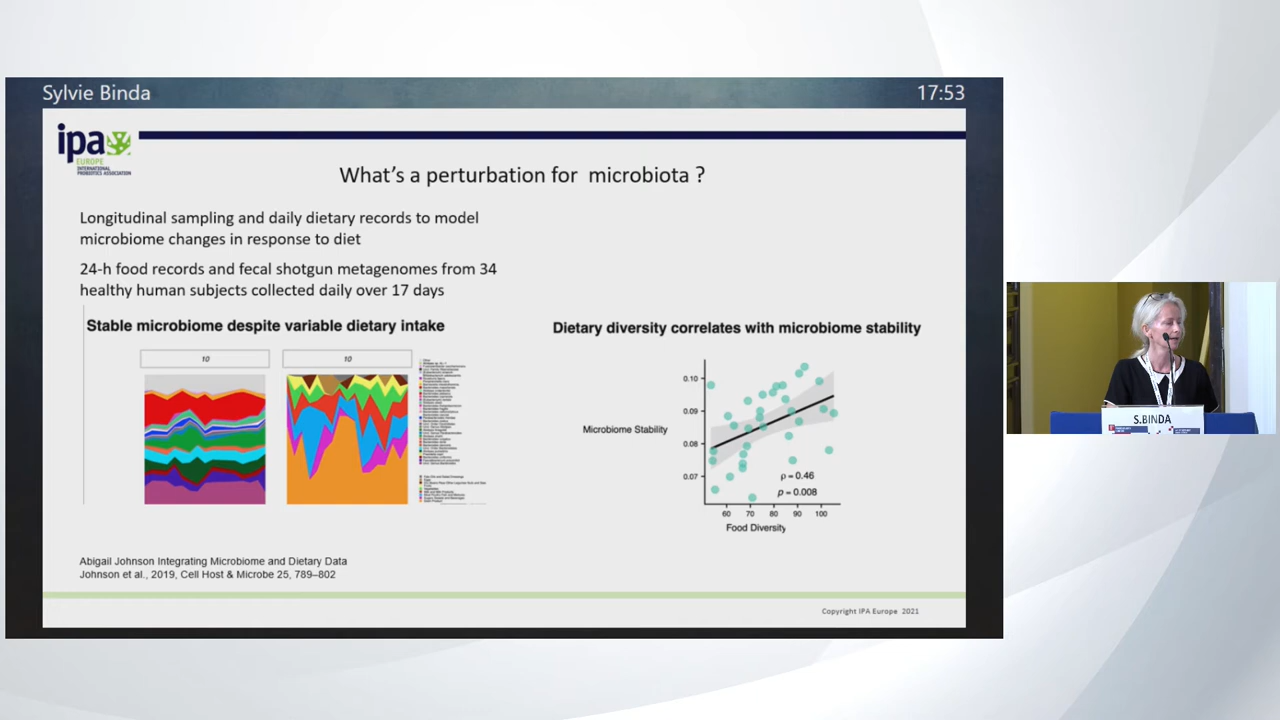 Sylvie Binda
17:53
ipa
EUROPE
INTERNATIONAL
PROBIOTICS ASSOCIATION
What's a perturbation for microbiota ?
Longitudinal sampling and daily dietary records to model
microbiome changes in response to diet
24-h food records and fecal shotgun metagenomes from 34
healthy human subjects collected daily over 17 days
Stable microbiome despite variable dietary intake
10
10
Dietary diversity correlates with microbiome stability
0.10
0.09
Microbiome Stability
0.08
0.07
ρ = 0.46
p = 0.008
60 70 80 90 100
Food Diversity
Abigail Johnson Integrating Microbiome and Dietary Data
Johnson et al., 2019, Cell Host & Microbe 25, 789–802
Copyright IPA Europe 2021
S.BINDA